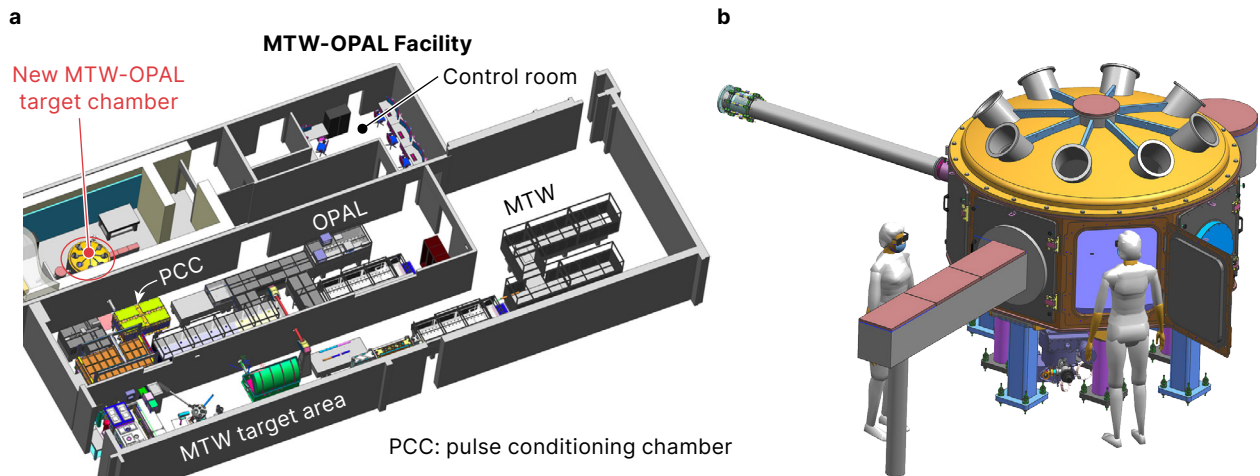 a
MTW-OPAL Facility
New MTW-OPAL
target chamber
Control room
OPAL
MTW
PCC
MTW target area
PCC: pulse conditioning chamber
b